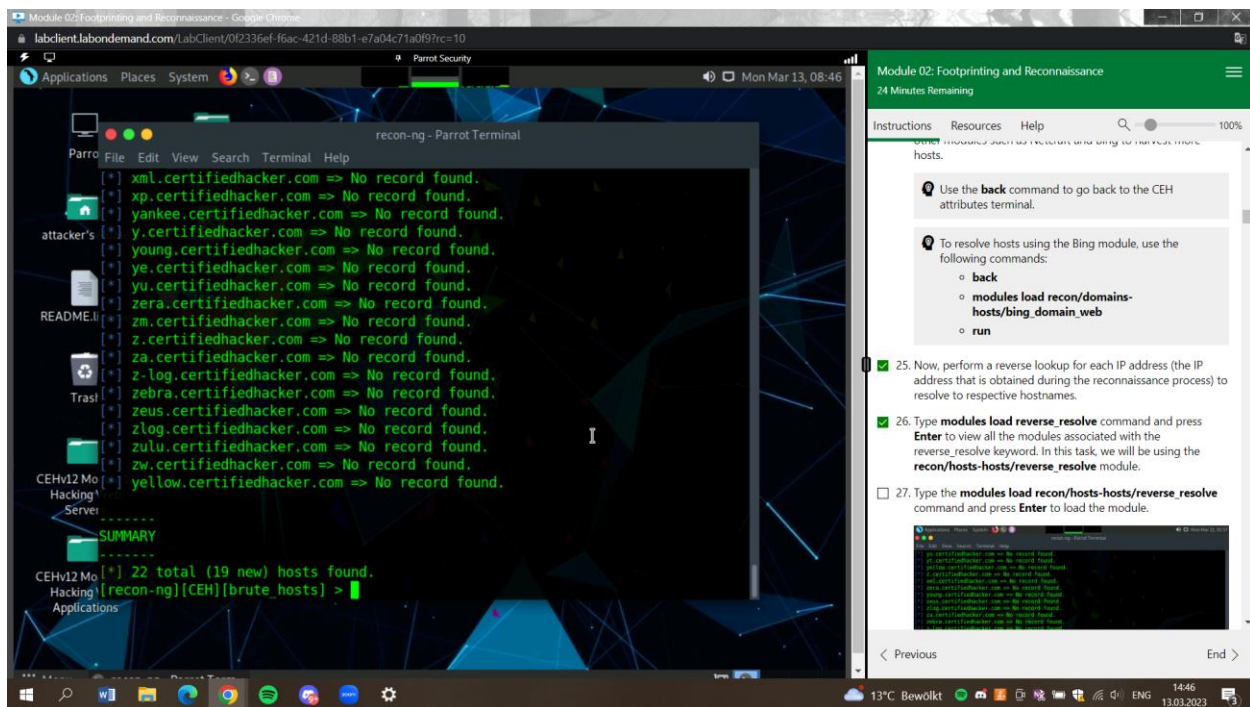 Module 02: Footprinting and Reconnaissance - Google Chrome
labclient.labondemand.com/LabClient/0f2336ef-f6ac-421d-88b1-e7a04c71a0f9?rc=10
Parrot Security
Applications Places System
Mon Mar 13, 08:46
recon-ng - Parrot Terminal
File Edit View Search Terminal Help
[*] xml.certifiedhacker.com => No record found.
[*] xp.certifiedhacker.com => No record found.
[*] yankee.certifiedhacker.com => No record found.
[*] y.certifiedhacker.com => No record found.
[*] young.certifiedhacker.com => No record found.
[*] ye.certifiedhacker.com => No record found.
[*] yu.certifiedhacker.com => No record found.
[*] zera.certifiedhacker.com => No record found.
[*] zm.certifiedhacker.com => No record found.
[*] z.certifiedhacker.com => No record found.
[*] za.certifiedhacker.com => No record found.
[*] z-log.certifiedhacker.com => No record found.
[*] zebra.certifiedhacker.com => No record found.
[*] zeus.certifiedhacker.com => No record found.
[*] zlog.certifiedhacker.com => No record found.
[*] zulu.certifiedhacker.com => No record found.
[*] zw.certifiedhacker.com => No record found.
[*] yellow.certifiedhacker.com => No record found.
-------
SUMMARY
-------
[*] 22 total (19 new) hosts found.
[recon-ng][CEH][brute_hosts] >
Parro
attacker's
README.li
Trash
CEHv12 Mo
Hacking
Server
CEHv12 Mo
Hacking
Applications
Module 02: Footprinting and Reconnaissance
24 Minutes Remaining
Instructions Resources Help
100%
other modules such as Netcraft and Bing to harvest more
hosts.
Use the back command to go back to the CEH
attributes terminal.
To resolve hosts using the Bing module, use the
following commands:
back
modules load recon/domains-
hosts/bing_domain_web
run
25. Now, perform a reverse lookup for each IP address (the IP
address that is obtained during the reconnaissance process) to
resolve to respective hostnames.
26. Type modules load reverse_resolve command and press
Enter to view all the modules associated with the
reverse_resolve keyword. In this task, we will be using the
recon/hosts-hosts/reverse_resolve module.
27. Type the modules load recon/hosts-hosts/reverse_resolve
command and press Enter to load the module.
< Previous
End >
13°C Bewölkt
ENG
14:46
13.03.2023